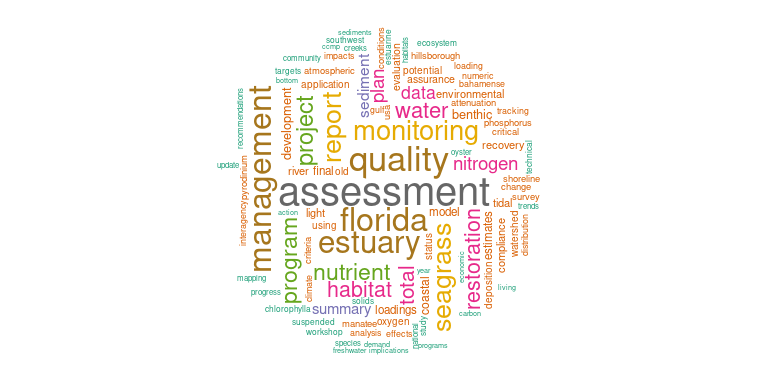 sediments
southwest
ccmp
creeks
community
impacts
conditions
estuarine
habitats
ecosystem
hillsborough
evaluation
loading
targets
atmospheric
potential
numeric
bottom
application
assurance
bahamense
sediment
plan
data
environmental
gulf
usa
water
attenuation
tracking
benthic
phosphorus
critical
recommendations
management
development
project
report
monitoring
quality
recovery
technical
oyster
nitrogen
update
pyrodinium
interagency
river
final
old
shoreline
change
survey
trends
assessment
tidal
action
light
florida
model
using
estuary
status
seagrass
restoration
estimates
compliance
watershed
distribution
program
criteria
climate
nutrient
total
year
economic
deposition
mapping
habitat
coastal
living
progress
solids
chlorophylla
summary
loadings
carbon
suspended
manatee
oxygen
study
workshop
analysis
effects
national
programs
species
demand
freshwater
implications